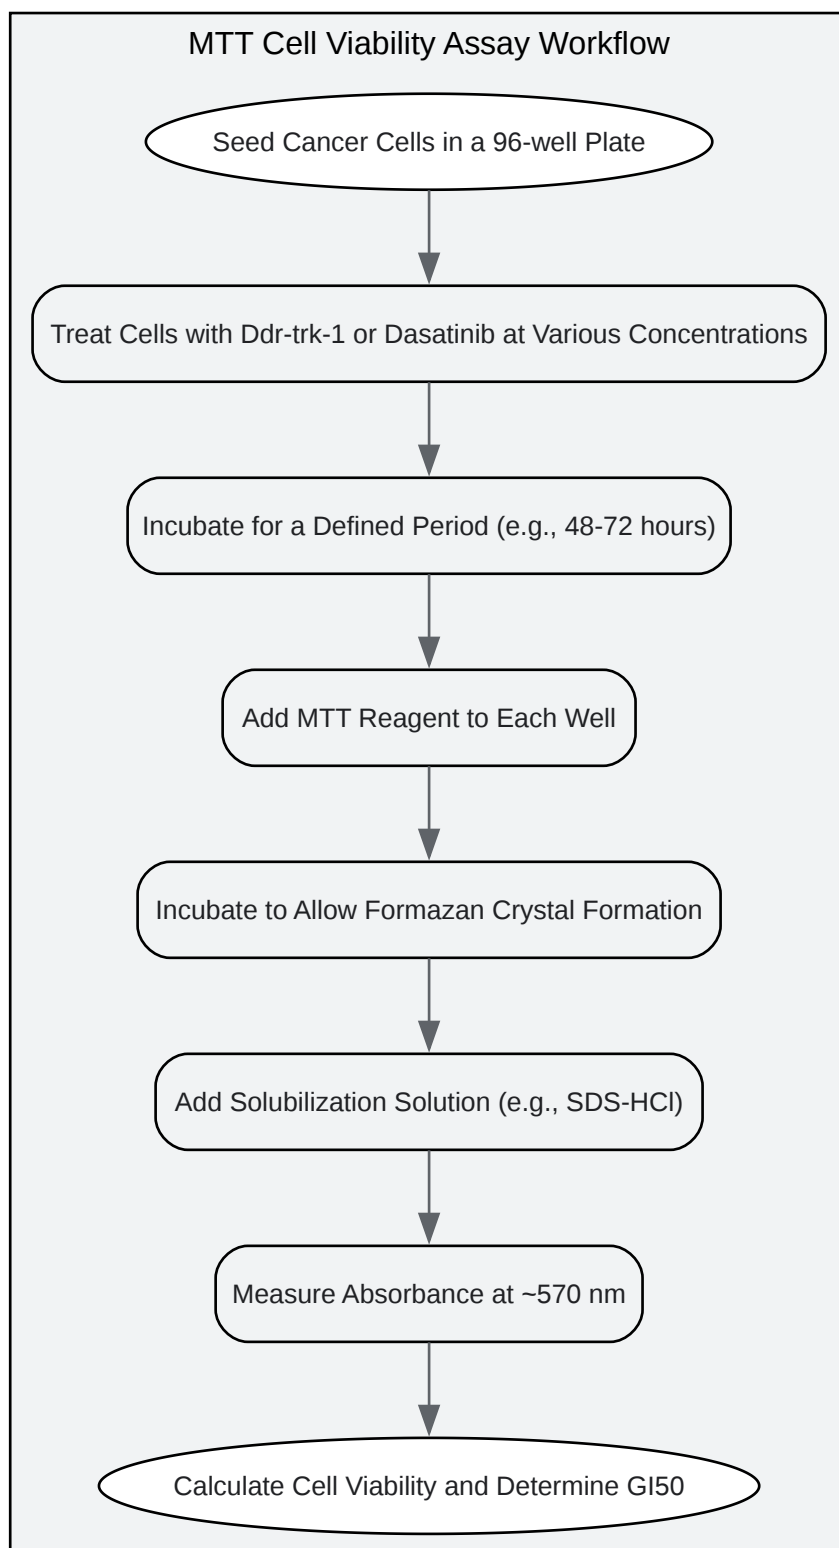 MTT Cell Viability Assay Workflow
Seed Cancer Cells in a 96-well Plate
Treat Cells with Ddr-trk-1 or Dasatinib at Various Concentrations
Incubate for a Defined Period (e.g., 48-72 hours)
Add MTT Reagent to Each Well
Incubate to Allow Formazan Crystal Formation
Add Solubilization Solution (e.g., SDS-HCl)
Measure Absorbance at ~570 nm
Calculate Cell Viability and Determine GI50